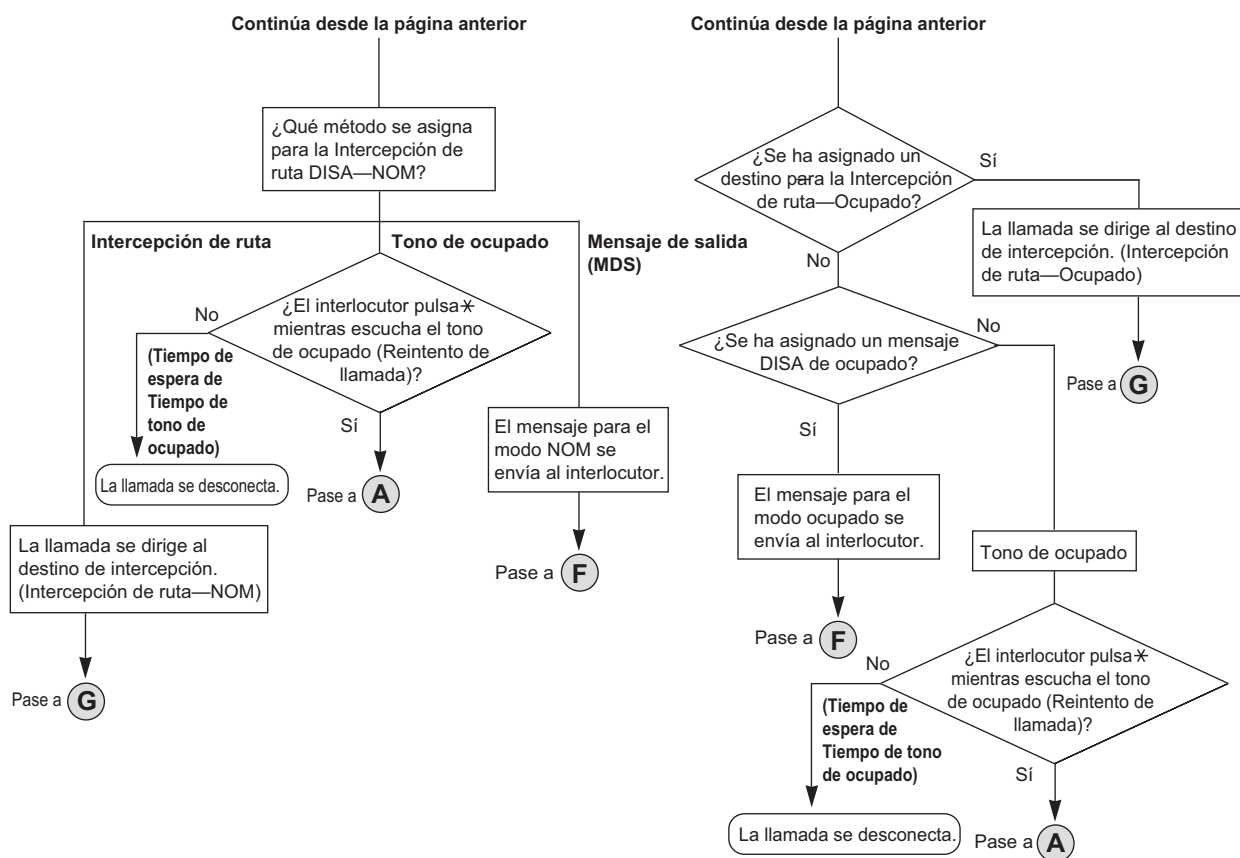 Continúa desde la página anterior
¿Qué método se asigna
para la Intercepción de
ruta DISA—NOM?
Intercepción de ruta
Tono de ocupado
Mensaje de salida
(MDS)
No
¿El interlocutor pulsa*
mientras escucha el tono
de ocupado (Reintento de
llamada)?
(Tiempo de
espera de
Tiempo de
tono de
ocupado)
Sí
La llamada se desconecta.
Pase a A
El mensaje para el
modo NOM se
envía al interlocutor.
Pase a F
La llamada se dirige al
destino de intercepción.
(Intercepción de ruta—NOM)
Pase a G
Continúa desde la página anterior
¿Se ha asignado un
destino para la Intercepción
de ruta—Ocupado?
Sí
La llamada se dirige al destino
de intercepción. (Intercepción
de ruta—Ocupado)
Pase a G
No
¿Se ha asignado un mensaje
DISA de ocupado?
No
Sí
El mensaje para el
modo ocupado se
envía al interlocutor.
Pase a F
Tono de ocupado
No
¿El interlocutor pulsa*
mientras escucha el tono
de ocupado (Reintento de
llamada)?
(Tiempo de
espera de
Tiempo de tono
de ocupado)
Sí
La llamada se desconecta.
Pase a A